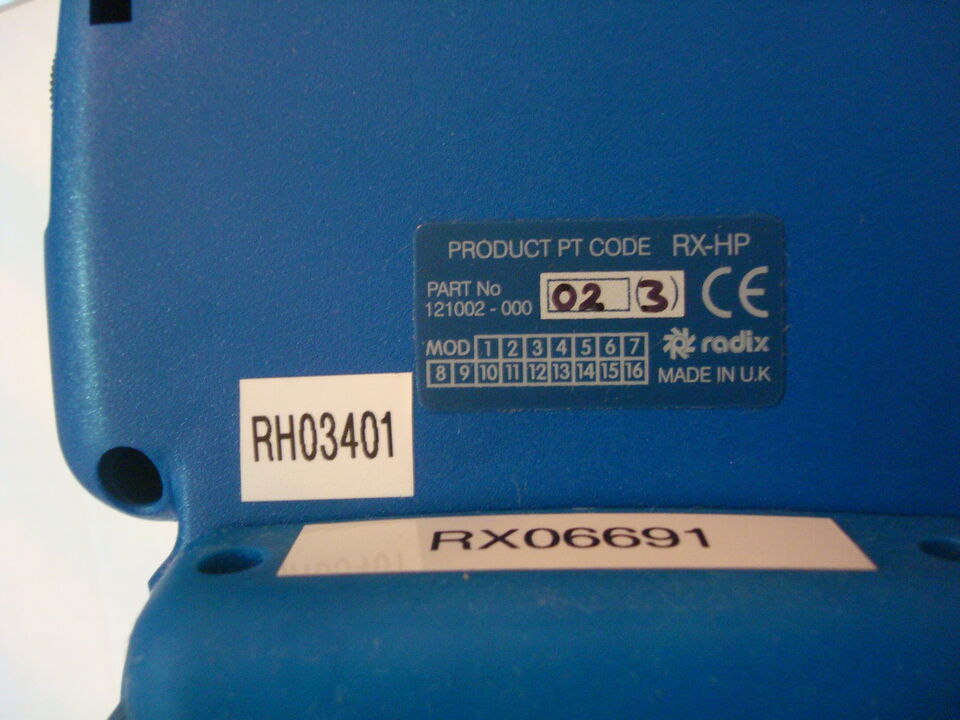 PRODUCT PT CODE RX-HP
PART No
121002 - 000 02 (3) CE
MOD 1 2 3 4 5 6 7
8 9 10 11 12 13 14 15 16
radix
MADE IN U.K
RH03401
RX06691